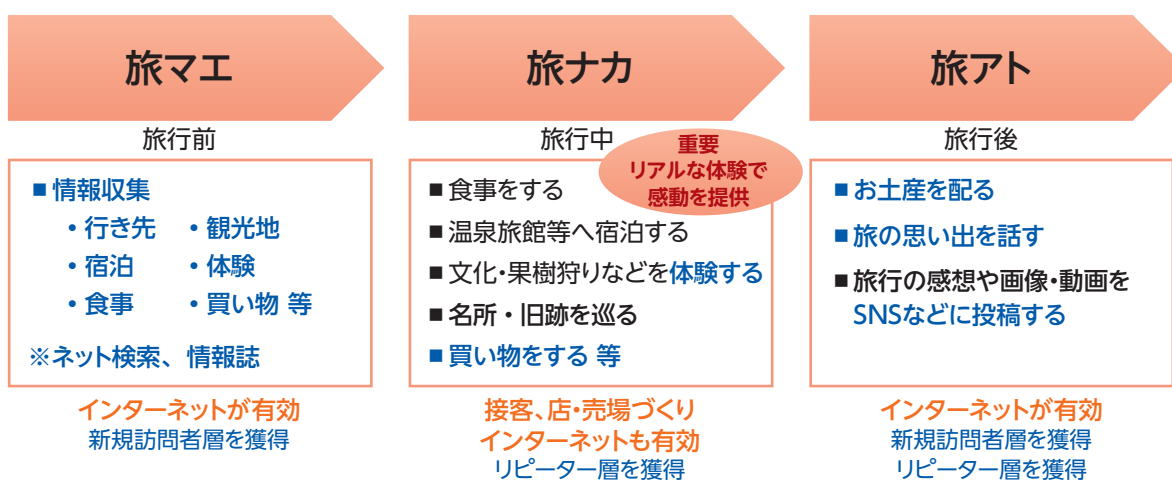 旅マエ
旅行前
■情報収集
・行き先 ・観光地
・宿泊 ・体験
・食事 ・買い物 等
※ネット検索、情報誌
インターネットが有効
新規訪問者層を獲得
旅ナカ
旅行中
重要
リアルな体験で
感動を提供
■食事をする
■温泉旅館等へ宿泊する
■文化・果樹狩りなどを体験する
■名所・旧跡を巡る
■買い物をする 等
接客、店・売場づくり
インターネットも有効
リピーター層を獲得
旅アト
旅行後
■お土産を配る
■旅の思い出を話す
■旅行の感想や画像・動画を
SNSなどに投稿する
インターネットが有効
新規訪問者層を獲得
リピーター層を獲得